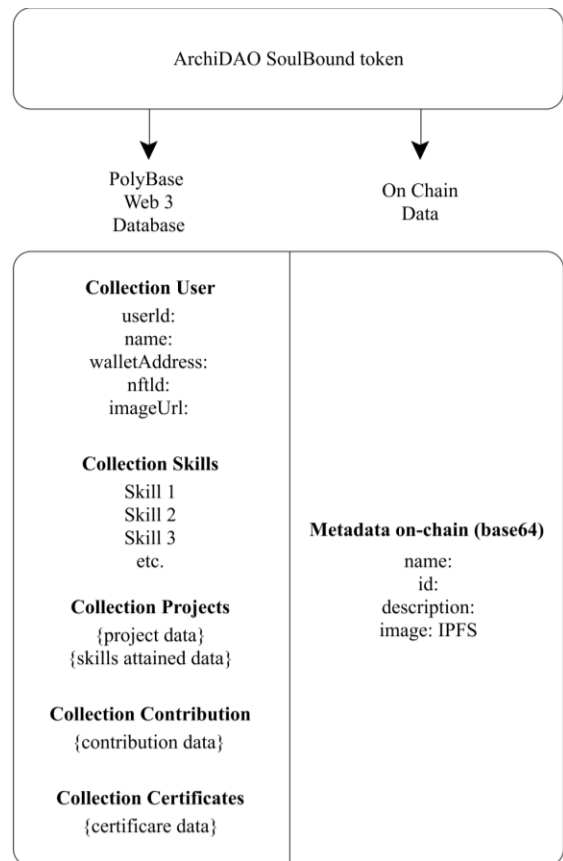 ArchiDAO SoulBound token
PolyBase
Web 3
Database
On Chain
Data
Collection User
userId:
name:
walletAddress:
nftId:
imageUrl:
Collection Skills
Skill 1
Skill 2
Skill 3
etc.
Collection Projects
{project data}
{skills attained data}
Collection Contribution
{contribution data}
Collection Certificates
{certificare data}
Metadata on-chain (base64)
name:
id:
description:
image: IPFS